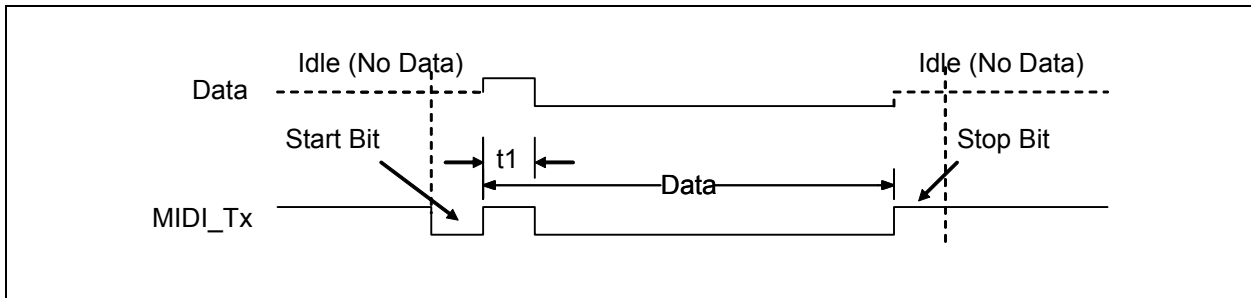 Idle (No Data)
Idle (No Data)
Data
Start Bit
t1
Stop Bit
Data
MIDI_Tx